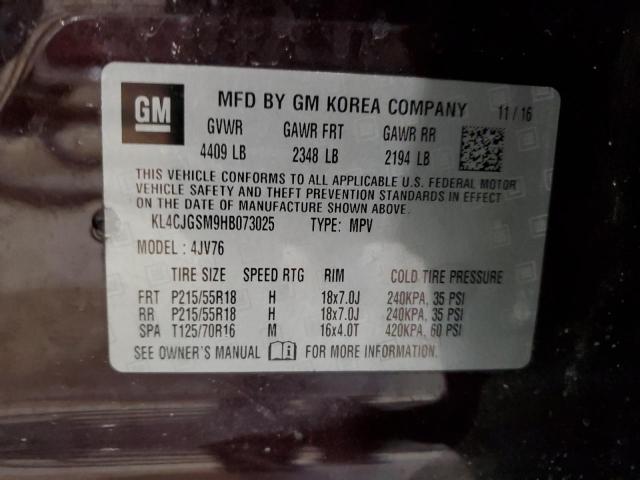 GM MFD BY GM KOREA COMPANY 11/16
GVWR GAWR FRT GAWR RR
4409 LB 2348 LB 2194 LB
THIS VEHICLE CONFORMS TO ALL APPLICABLE U.S. FEDERAL MOTOR
VEHICLE SAFETY AND THEFT PREVENTION STANDARDS IN EFFECT
ON THE DATE OF MANUFACTURE SHOWN ABOVE.
KL4CJGSM9HB073025 TYPE: MPV
MODEL: 4JV76
TIRE SIZE SPEED RTG RIM COLD TIRE PRESSURE
FRT P215/55R18 H 18x7.0J 240KPA, 35 PSI
RR P215/55R18 H 18x7.0J 240KPA, 35 PSI
SPA T125/70R16 M 16x4.0T 420KPA, 60 PSI
SEE OWNER'S MANUAL FOR MORE INFORMATION.